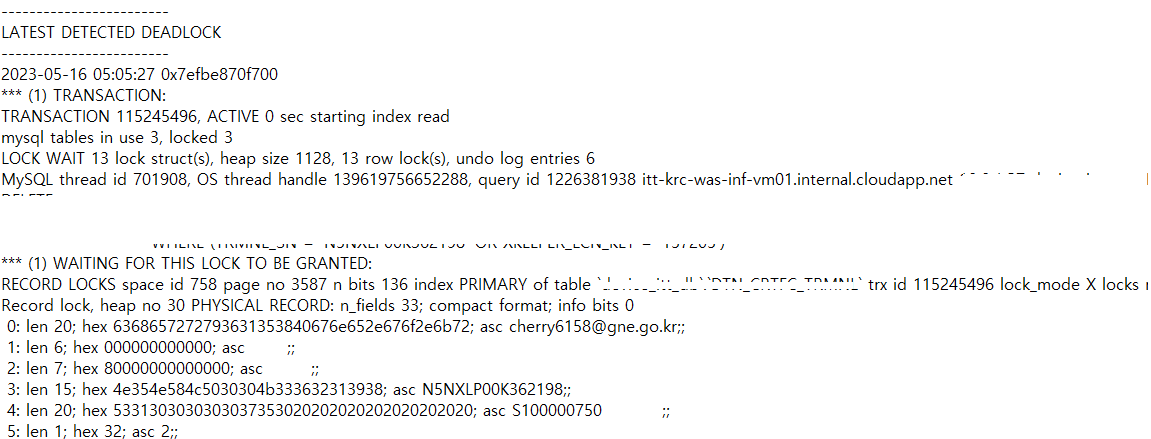 ------------------------
LATEST DETECTED DEADLOCK
------------------------
2023-05-16 05:05:27 0x7efbe870f700
*** (1) TRANSACTION:
TRANSACTION 115245496, ACTIVE 0 sec starting index read
mysql tables in use 3, locked 3
LOCK WAIT 13 lock struct(s), heap size 1128, 13 row lock(s), undo log entries 6
MySQL thread id 701908, OS thread handle 139619756652288, query id 1226381938 itt-krc-was-inf-vm01.internal.cloudapp.net
*** (1) WAITING FOR THIS LOCK TO BE GRANTED:
RECORD LOCKS space id 758 page no 3587 n bits 136 index PRIMARY of table trx id 115245496 lock_mode X locks
Record lock, heap no 30 PHYSICAL RECORD: n_fields 33; compact format; info bits 0
0: len 20; hex 6368657272793631353840676e652e676f2e6b72; asc cherry6158@gne.go.kr;;
1: len 6; hex 000000000000; asc ;;
2: len 7; hex 80000000000000; asc ;;
3: len 15; hex 4e354e584c5030304b333632313938; asc N5NXLP00K362198;;
4: len 20; hex 5331303030303037353020202020202020202020; asc S100000750 ;;
5: len 1; hex 32; asc 2;;